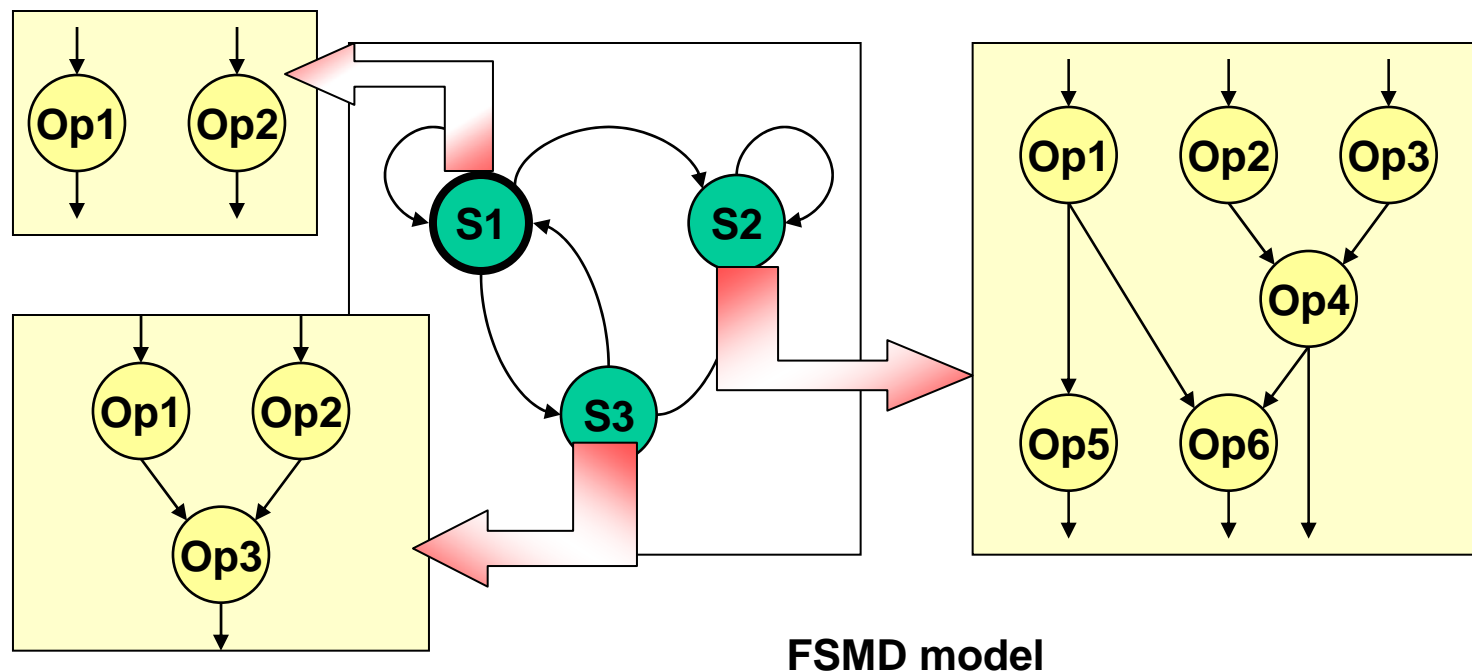 Op1 Op2
S1 S2
S3
Op1 Op2
Op3
Op1 Op2 Op3
Op4
Op5 Op6
FSMD model